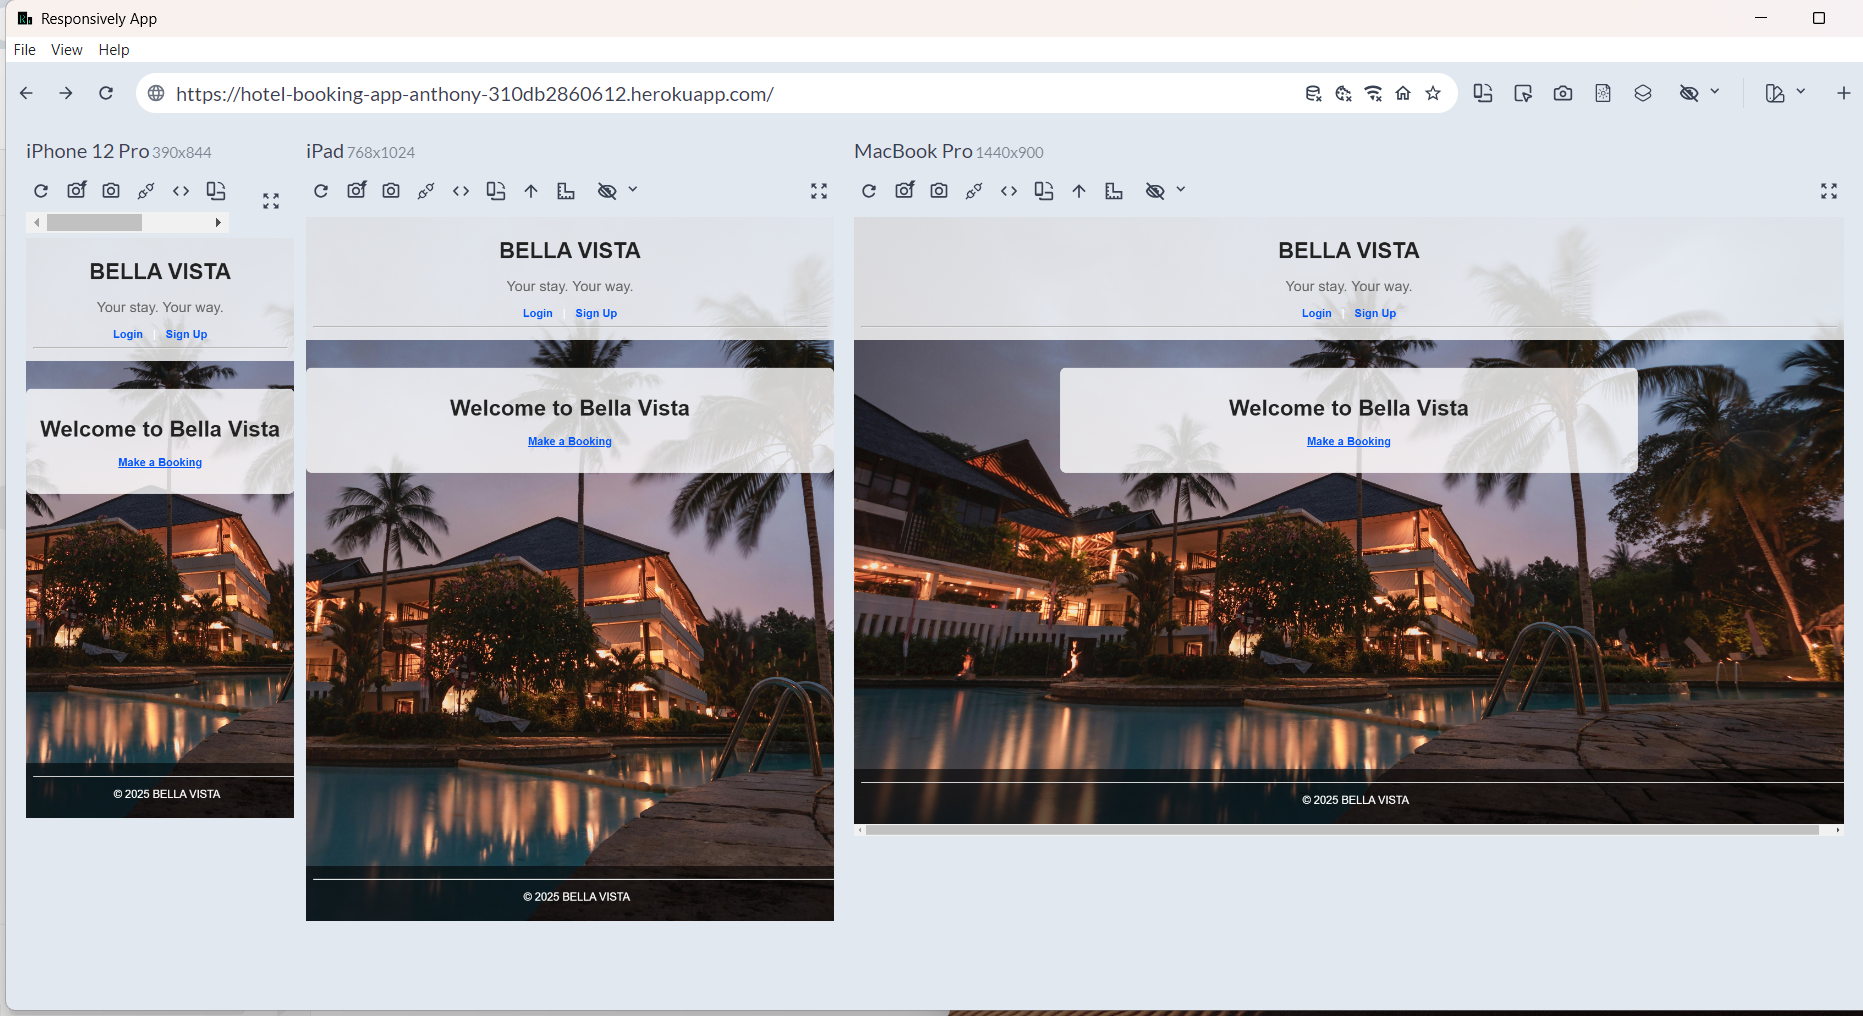 Responsively App
File View Help
https://hotel-booking-app-anthony-310db2860612.herokuapp.com/
iPhone 12 Pro 390x844
BELLA VISTA
Your stay. Your way.
Login | Sign Up
Welcome to Bella Vista
Make a Booking
© 2025 BELLA VISTA
iPad 768x1024
BELLA VISTA
Your stay. Your way.
Login | Sign Up
Welcome to Bella Vista
Make a Booking
© 2025 BELLA VISTA
MacBook Pro 1440x900
BELLA VISTA
Your stay. Your way.
Login | Sign Up
Welcome to Bella Vista
Make a Booking
© 2025 BELLA VISTA